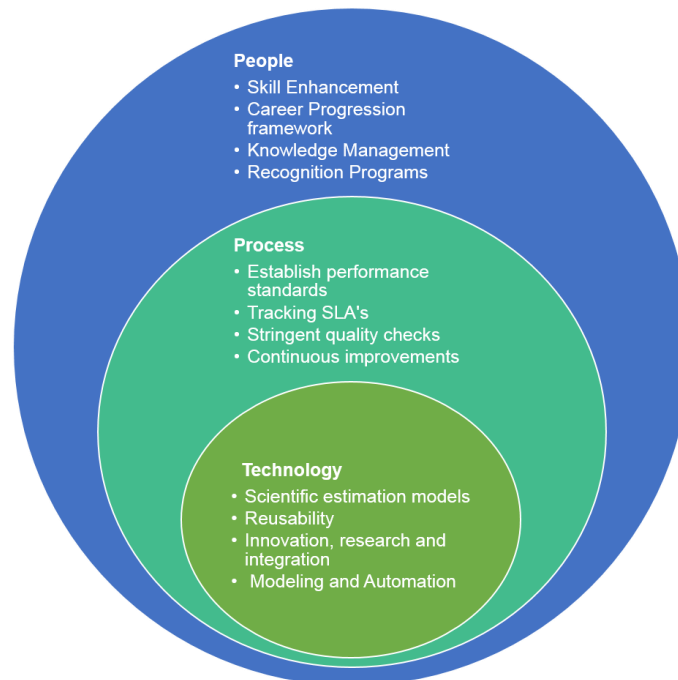 People
• Skill Enhancement
• Career Progression
framework
• Knowledge Management
• Recognition Programs
Process
• Establish performance
standards
• Tracking SLA's
• Stringent quality checks
• Continuous improvements
Technology
• Scientific estimation models
• Reusability
• Innovation, research and
integration
• Modeling and Automation